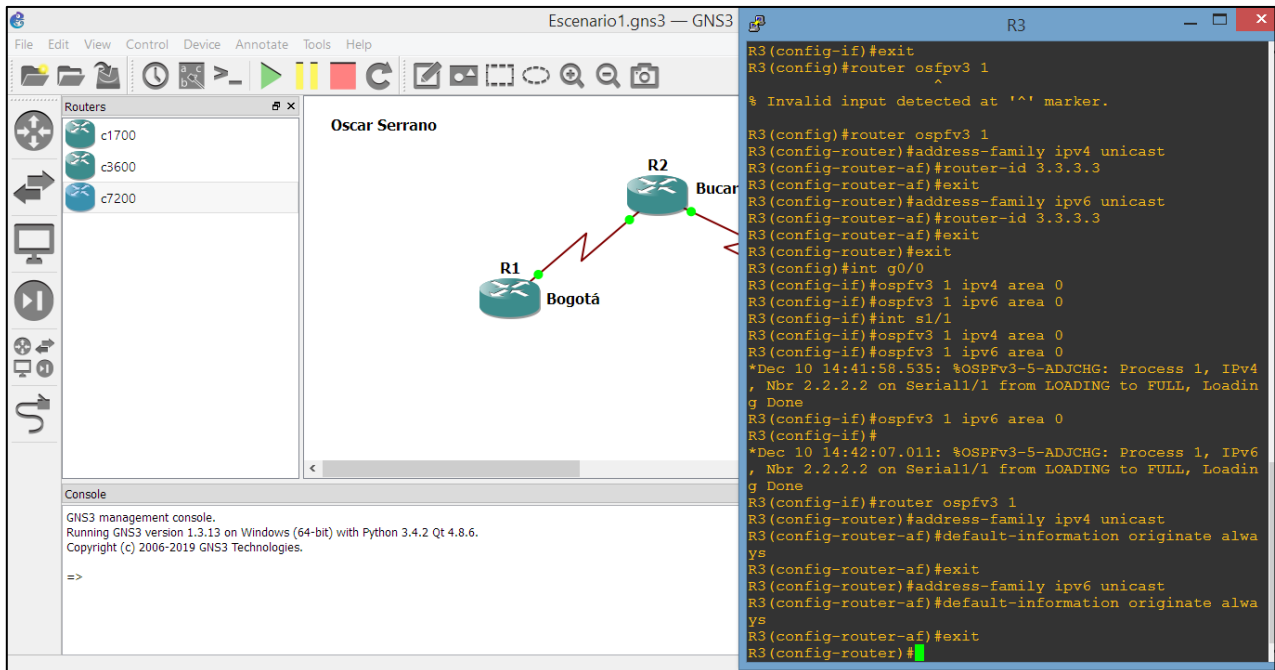 Escenario1.gns3 — GNS3
File Edit View Control Device Annotate Tools Help
Routers
c1700
c3600
c7200
Oscar Serrano
R2
Bucar
R1
Bogotá
Console
GNS3 management console.
Running GNS3 version 1.3.13 on Windows (64-bit) with Python 3.4.2 Qt 4.8.6.
Copyright (c) 2006-2019 GNS3 Technologies.
=>
R3
R3(config-if)#exit
R3(config)#router osfpv3 1
^
% Invalid input detected at '^' marker.
R3(config)#router ospfv3 1
R3(config-router)#address-family ipv4 unicast
R3(config-router-af)#router-id 3.3.3.3
R3(config-router-af)#exit
R3(config-router)#address-family ipv6 unicast
R3(config-router-af)#router-id 3.3.3.3
R3(config-router-af)#exit
R3(config-router)#exit
R3(config)#int g0/0
R3(config-if)#ospfv3 1 ipv4 area 0
R3(config-if)#ospfv3 1 ipv6 area 0
R3(config-if)#int s1/1
R3(config-if)#ospfv3 1 ipv4 area 0
R3(config-if)#ospfv3 1 ipv6 area 0
*Dec 10 14:41:58.535: %OSPFv3-5-ADJCHG: Process 1, IPv4
, Nbr 2.2.2.2 on Serial1/1 from LOADING to FULL, Loadin
g Done
R3(config-if)#ospfv3 1 ipv6 area 0
R3(config-if)#
*Dec 10 14:42:07.011: %OSPFv3-5-ADJCHG: Process 1, IPv6
, Nbr 2.2.2.2 on Serial1/1 from LOADING to FULL, Loadin
g Done
R3(config-if)#router ospfv3 1
R3(config-router)#address-family ipv4 unicast
R3(config-router-af)#default-information originate alwa
ys
R3(config-router-af)#exit
R3(config-router)#address-family ipv6 unicast
R3(config-router-af)#default-information originate alwa
ys
R3(config-router-af)#exit
R3(config-router)#